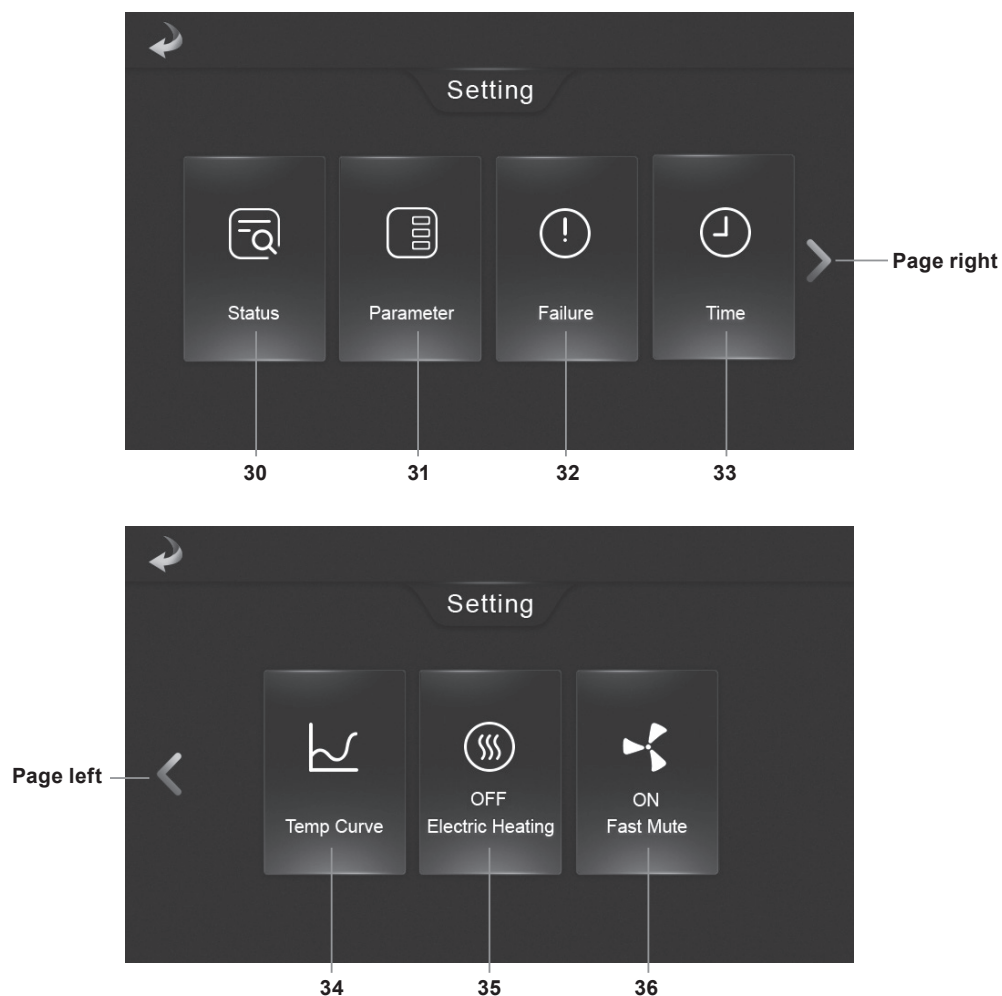 Setting
Page right
Status Parameter Failure Time
30 31 32 33
Setting
Page left
OFF ON
Temp Curve Electric Heating Fast Mute
34 35 36